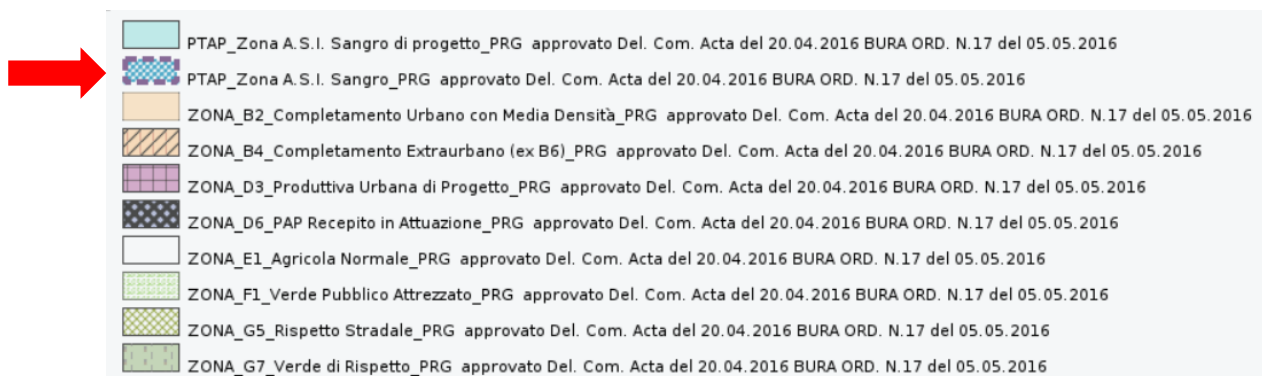 PTAP_Zona A.S.I. Sangro di progetto_PRG approvato Del. Com. Acta del 20.04.2016 BURA ORD. N.17 del 05.05.2016
PTAP_Zona A.S.I. Sangro_PRG approvato Del. Com. Acta del 20.04.2016 BURA ORD. N.17 del 05.05.2016
ZONA_B2_Completamento Urbano con Media Densità_PRG approvato Del. Com. Acta del 20.04.2016 BURA ORD. N.17 del 05.05.2016
ZONA_B4_Completamento Extraurbano (ex B6)_PRG approvato Del. Com. Acta del 20.04.2016 BURA ORD. N.17 del 05.05.2016
ZONA_D3_Produttiva Urbana di Progetto_PRG approvato Del. Com. Acta del 20.04.2016 BURA ORD. N.17 del 05.05.2016
ZONA_D6_PAP Recepito in Attuazione_PRG approvato Del. Com. Acta del 20.04.2016 BURA ORD. N.17 del 05.05.2016
ZONA_E1_Agricola Normale_PRG approvato Del. Com. Acta del 20.04.2016 BURA ORD. N.17 del 05.05.2016
ZONA_F1_Verde Pubblico Attrezzato_PRG approvato Del. Com. Acta del 20.04.2016 BURA ORD. N.17 del 05.05.2016
ZONA_G5_Rispetto Stradale_PRG approvato Del. Com. Acta del 20.04.2016 BURA ORD. N.17 del 05.05.2016
ZONA_G7_Verde di Rispetto_PRG approvato Del. Com. Acta del 20.04.2016 BURA ORD. N.17 del 05.05.2016